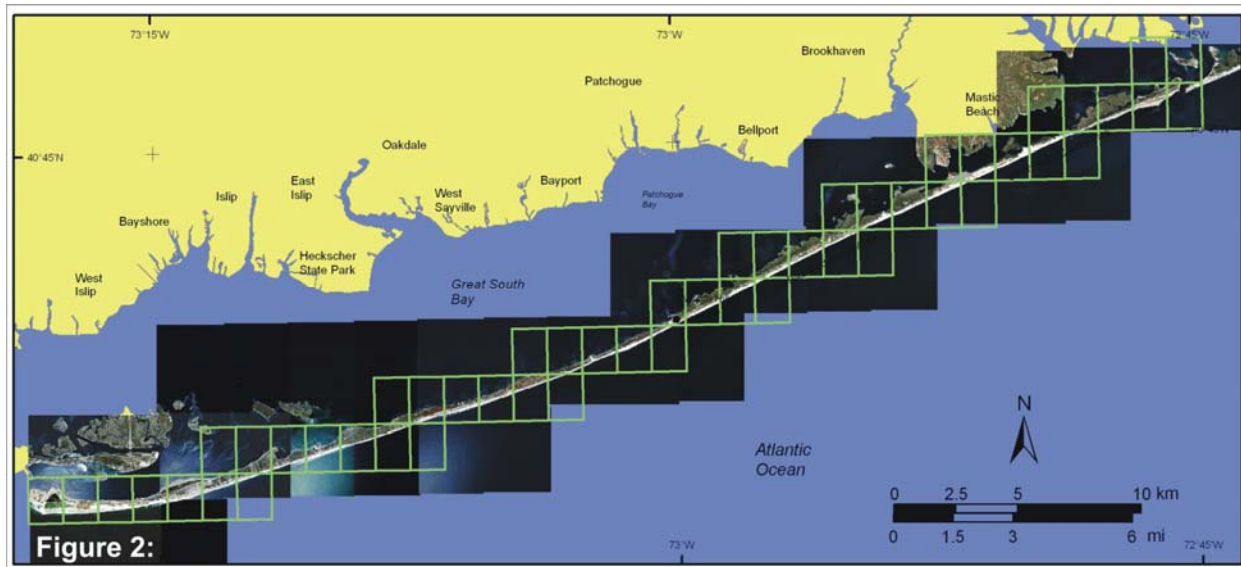 73°15'W
73°W
72°45'W
Brookhaven
Patchogue
Mastic
Beach
Bellport
40°45'N
Oakdale
East
Islip
Islip
West
Sayville
Bayport
Patchogue
Bay
Bayshore
Heckscher
State Park
West
Islip
Great South
Bay
Atlantic
Ocean
N
0 2.5 5 10 km
0 1.5 3 6 mi
Figure 2:
73°W
72°45'W